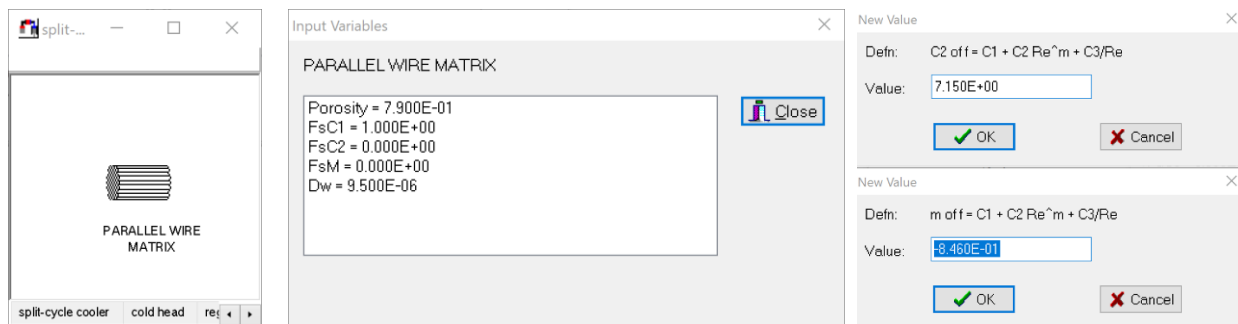 split-...
PARALLEL WIRE
MATRIX
split-cycle cooler cold head
Input Variables
PARALLEL WIRE MATRIX
Porosity = 7.900E-01
FsC1 = 1.000E+00
FsC2 = 0.000E+00
FsM = 0.000E+00
Dw = 9.500E-06
Close
New Value
Defn: C2 of f = C1 + C2 Re^m + C3/Re
Value: 7.150E+00
OK Cancel
New Value
Defn: m of f = C1 + C2 Re^m + C3/Re
Value: -8.460E-01
OK Cancel